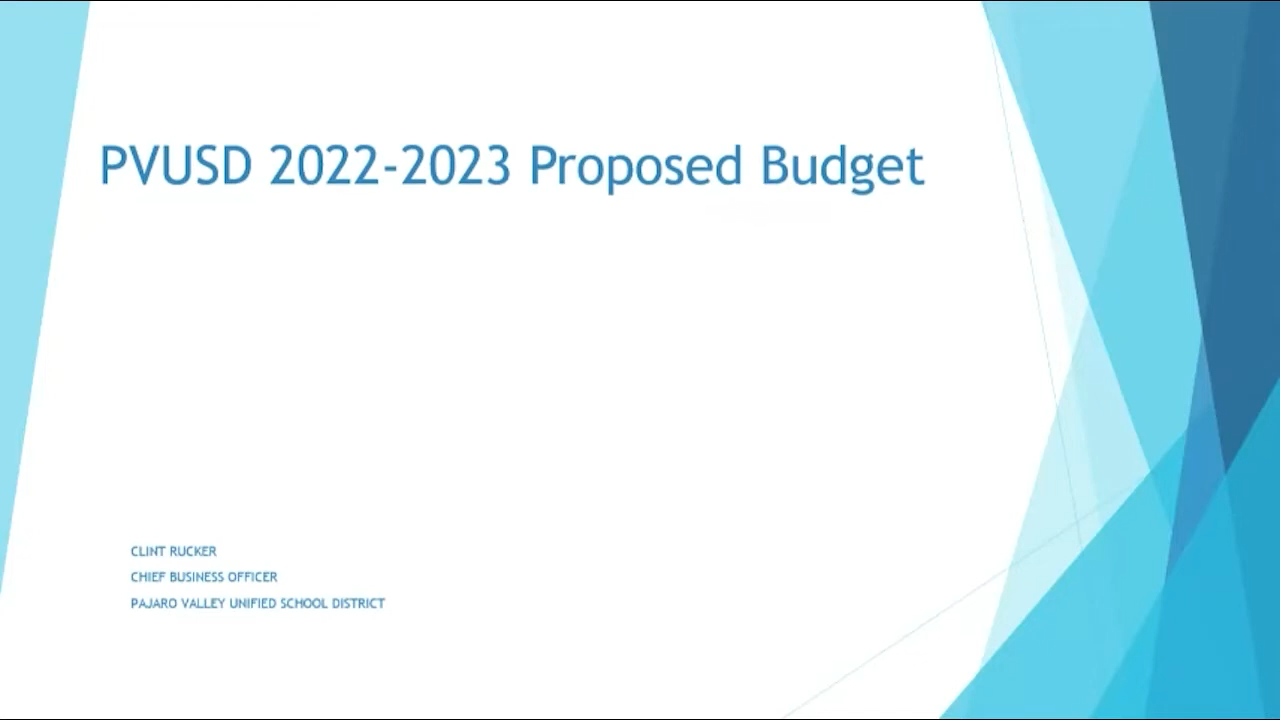 PVUSD 2022-2023 Proposed Budget
CLINT RUCKER
CHIEF BUSINESS OFFICER
PAJARO VALLEY UNIFIED SCHOOL DISTRICT